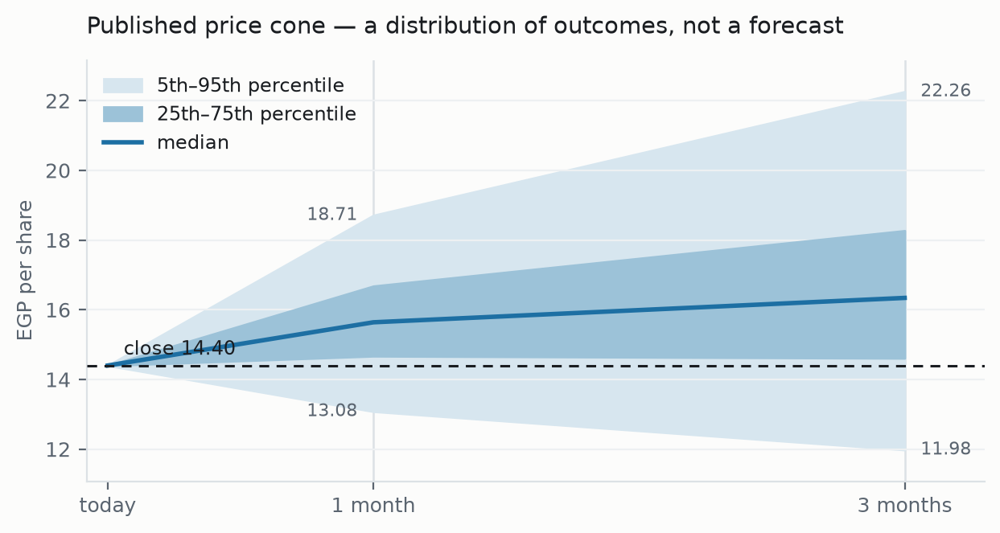 Published price cone — a distribution of outcomes, not a forecast
5th–95th percentile
25th–75th percentile
median
EGP per share
22
20
18
16
14
12
22.26
18.71
close 14.40
13.08
11.98
today
1 month
3 months